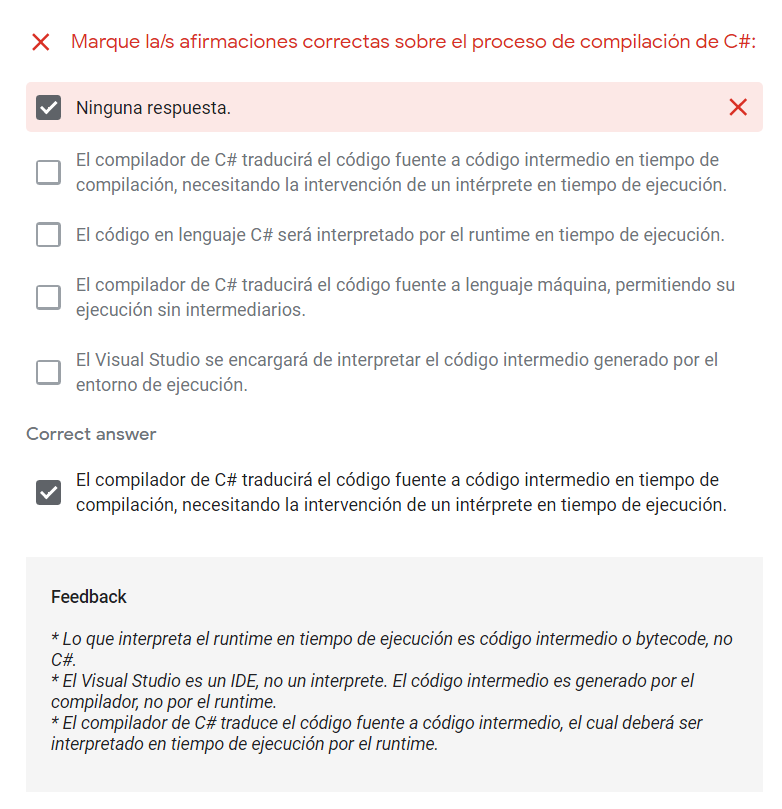 Marque la/s afirmaciones correctas sobre el proceso de compilación de C#:
Ninguna respuesta.
El compilador de C# traducirá el código fuente a código intermedio en tiempo de
compilación, necesitando la intervención de un intérprete en tiempo de ejecución.
El código en lenguaje C# será interpretado por el runtime en tiempo de ejecución.
El compilador de C# traducirá el código fuente a lenguaje máquina, permitiendo su
ejecución sin intermediarios.
El Visual Studio se encargará de interpretar el código intermedio generado por el
entorno de ejecución.
Correct answer
El compilador de C# traducirá el código fuente a código intermedio en tiempo de
compilación, necesitando la intervención de un intérprete en tiempo de ejecución.
Feedback
* Lo que interpreta el runtime en tiempo de ejecución es código intermedio o bytecode, no
C#.
* El Visual Studio es un IDE, no un interprete. El código intermedio es generado por el
compilador, no por el runtime.
* El compilador de C# traduce el código fuente a código intermedio, el cual deberá ser
interpretado en tiempo de ejecución por el runtime.